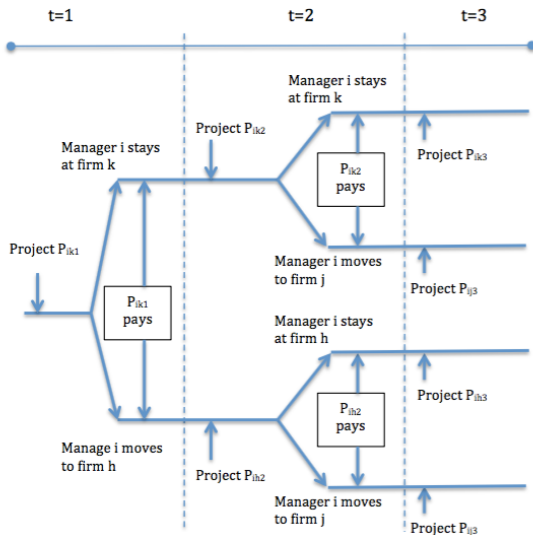 t=1
t=2
t=3
Manager i stays
at firm k
Project Pik2
Manager i stays
at firm k
Project Pik1
Pik1
pays
Pik2
pays
Project Pik3
Manager i moves
to firm j
Project Pij3
Manage i moves
to firm h
Project Pih2
Manager i stays
at firm h
Pih2
pays
Project Pih3
Manager i moves
to firm j
Project Pij3